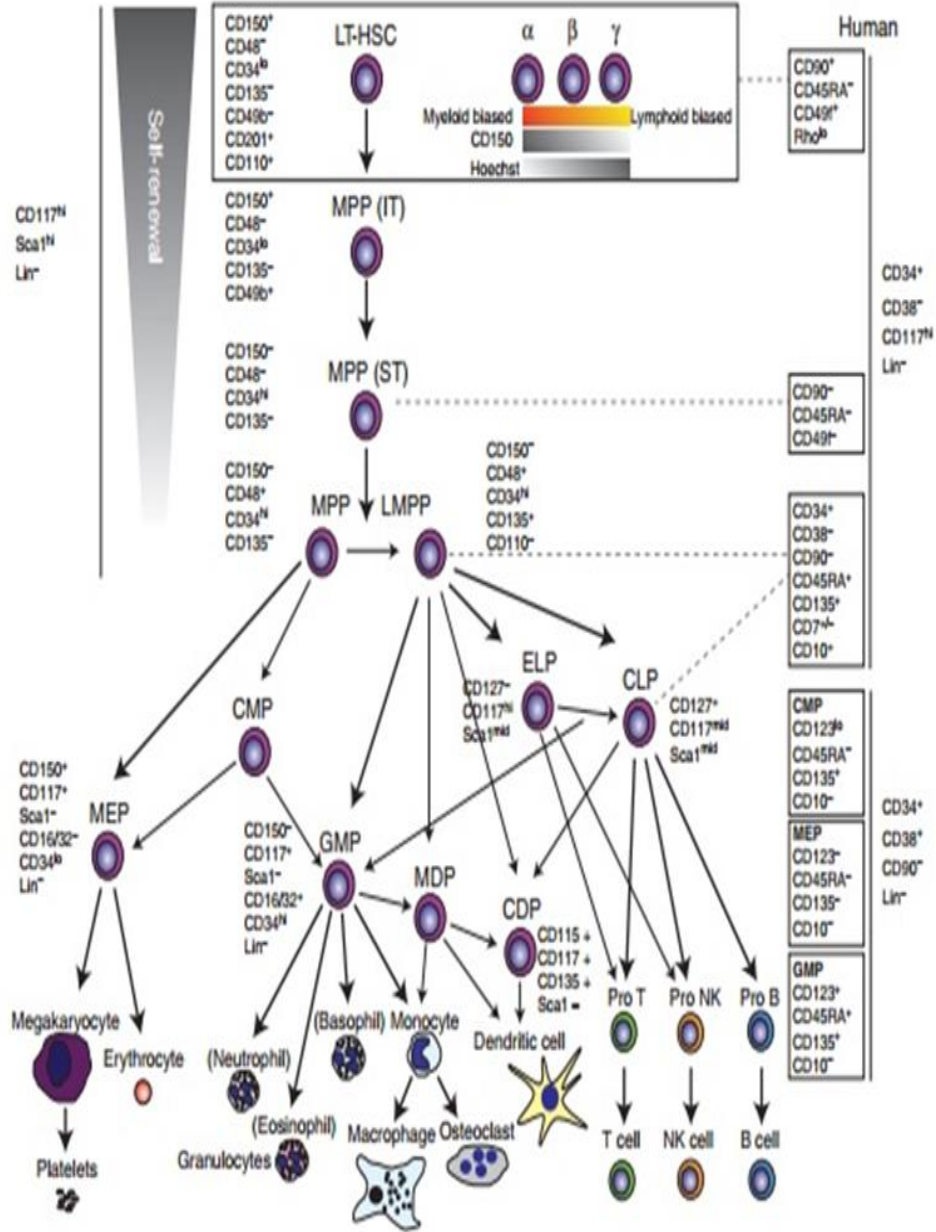 CD150⁺
CD48⁻
CD34ˡᵒ
CD135⁻
CD49b⁻
CD201⁺
CD110⁺
LT-HSC
α β γ
Myeloid biased
Lymphoid biased
CD150
Hoechst
Human
CD90⁺
CD45RA⁻
CD49f⁺
Rhoˡᵒ
Self-renewal
CD117ʰⁱ
Sca1ʰⁱ
Lin⁻
CD150⁺
CD48⁻
CD34ˡᵒ
CD135⁻
CD49b⁺
MPP (IT)
CD34⁺
CD38⁻
CD117ʰⁱ
Lin⁻
CD150⁻
CD48⁻
CD34ʰⁱ
CD135⁻
MPP (ST)
CD90⁻
CD45RA⁻
CD49f⁻
CD150⁻
CD48⁺
CD34ʰⁱ
CD135⁻
MPP
LMPP
CD150⁻
CD48⁺
CD34ʰⁱ
CD135⁺
CD110⁻
CD34⁺
CD38⁻
CD90⁻
CD45RA⁺
CD135⁺
CD7⁺/⁻
CD10⁺
CMP
ELP
CD127⁻
CD117ʰⁱ
Sca1ᵐⁱᵈ
CLP
CD127⁺
CD117ᵐⁱᵈ
Sca1ᵐⁱᵈ
CMP
CD123ˡᵒ
CD45RA⁻
CD135⁺
CD10⁻
MEP
CD123⁻
CD45RA⁻
CD135⁻
CD10⁻
GMP
CD123⁺
CD45RA⁺
CD135⁺
CD10⁻
CD34⁺
CD38⁺
CD90⁻
Lin⁻
CD150⁺
CD117⁺
Sca1⁻
CD16/32⁻
CD34ˡᵒ
Lin⁻
MEP
CD150⁻
CD117⁺
Sca1⁻
CD16/32⁺
CD34ʰⁱ
Lin⁻
GMP
MDP
CDP
CD115 +
CD117 +
CD135 +
Sca1 −
Megakaryocyte
Erythrocyte
Platelets
(Neutrophil)
(Eosinophil)
Granulocytes
(Basophil)
Monocyte
Macrophage
Osteoclast
Dendritic cell
Pro T
Pro NK
Pro B
T cell
NK cell
B cell